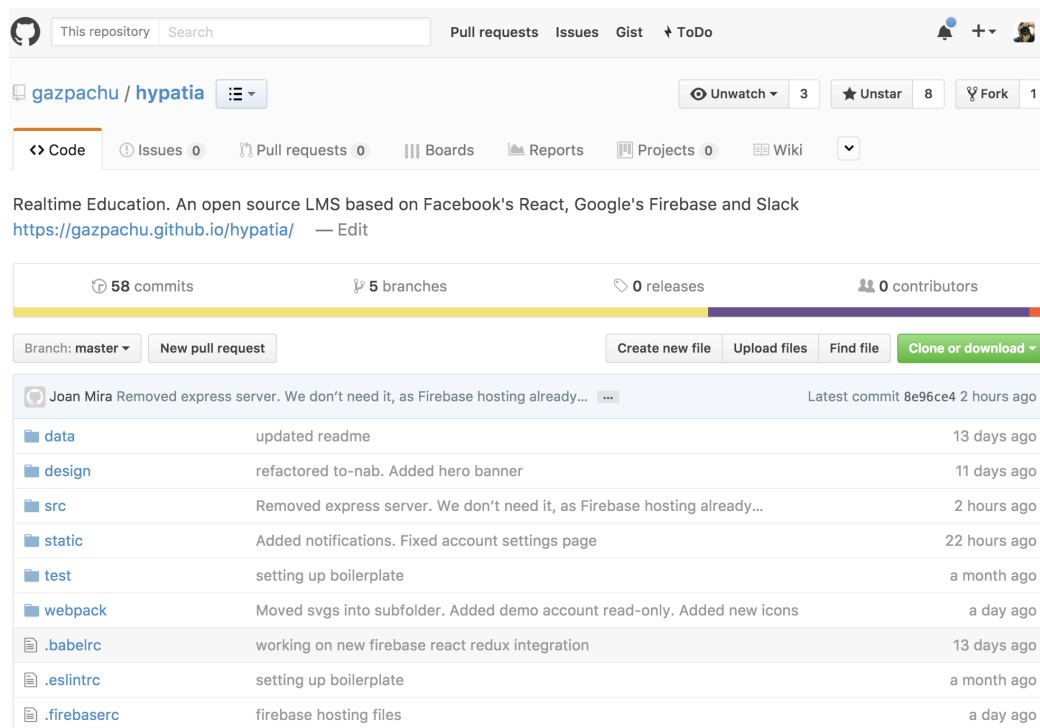 This repository Search Pull requests Issues Gist ToDo
gazpachu / hypatia Unwatch 3 Unstar 8 Fork 1
Code Issues 0 Pull requests 0 Boards Reports Projects 0 Wiki
Realtime Education. An open source LMS based on Facebook's React, Google's Firebase and Slack
https://gazpachu.github.io/hypatia/ — Edit
58 commits 5 branches 0 releases 0 contributors
Branch: master New pull request Create new file Upload files Find file Clone or download
Joan Mira Removed express server. We don’t need it, as Firebase hosting already… … Latest commit 8e96ce4 2 hours ago
data updated readme 13 days ago
design refactored to-nab. Added hero banner 11 days ago
src Removed express server. We don’t need it, as Firebase hosting already… 2 hours ago
static Added notifications. Fixed account settings page 22 hours ago
test setting up boilerplate a month ago
webpack Moved svgs into subfolder. Added demo account read-only. Added new icons a day ago
.babelrc working on new firebase react redux integration 13 days ago
.eslintrc setting up boilerplate a month ago
.firebaserc firebase hosting files a day ago